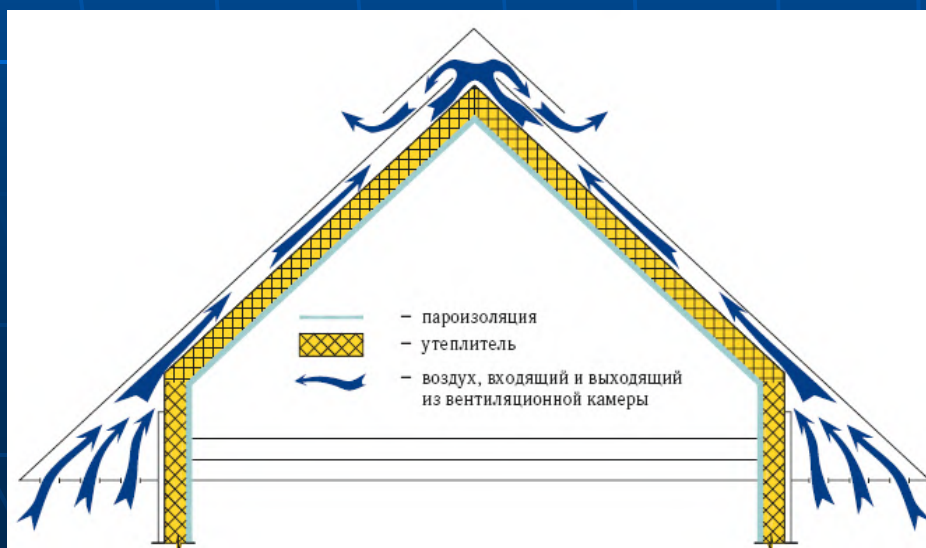 – пароизоляция
– утеплитель
– воздух, входящий и выходящий
из вентиляционной камеры